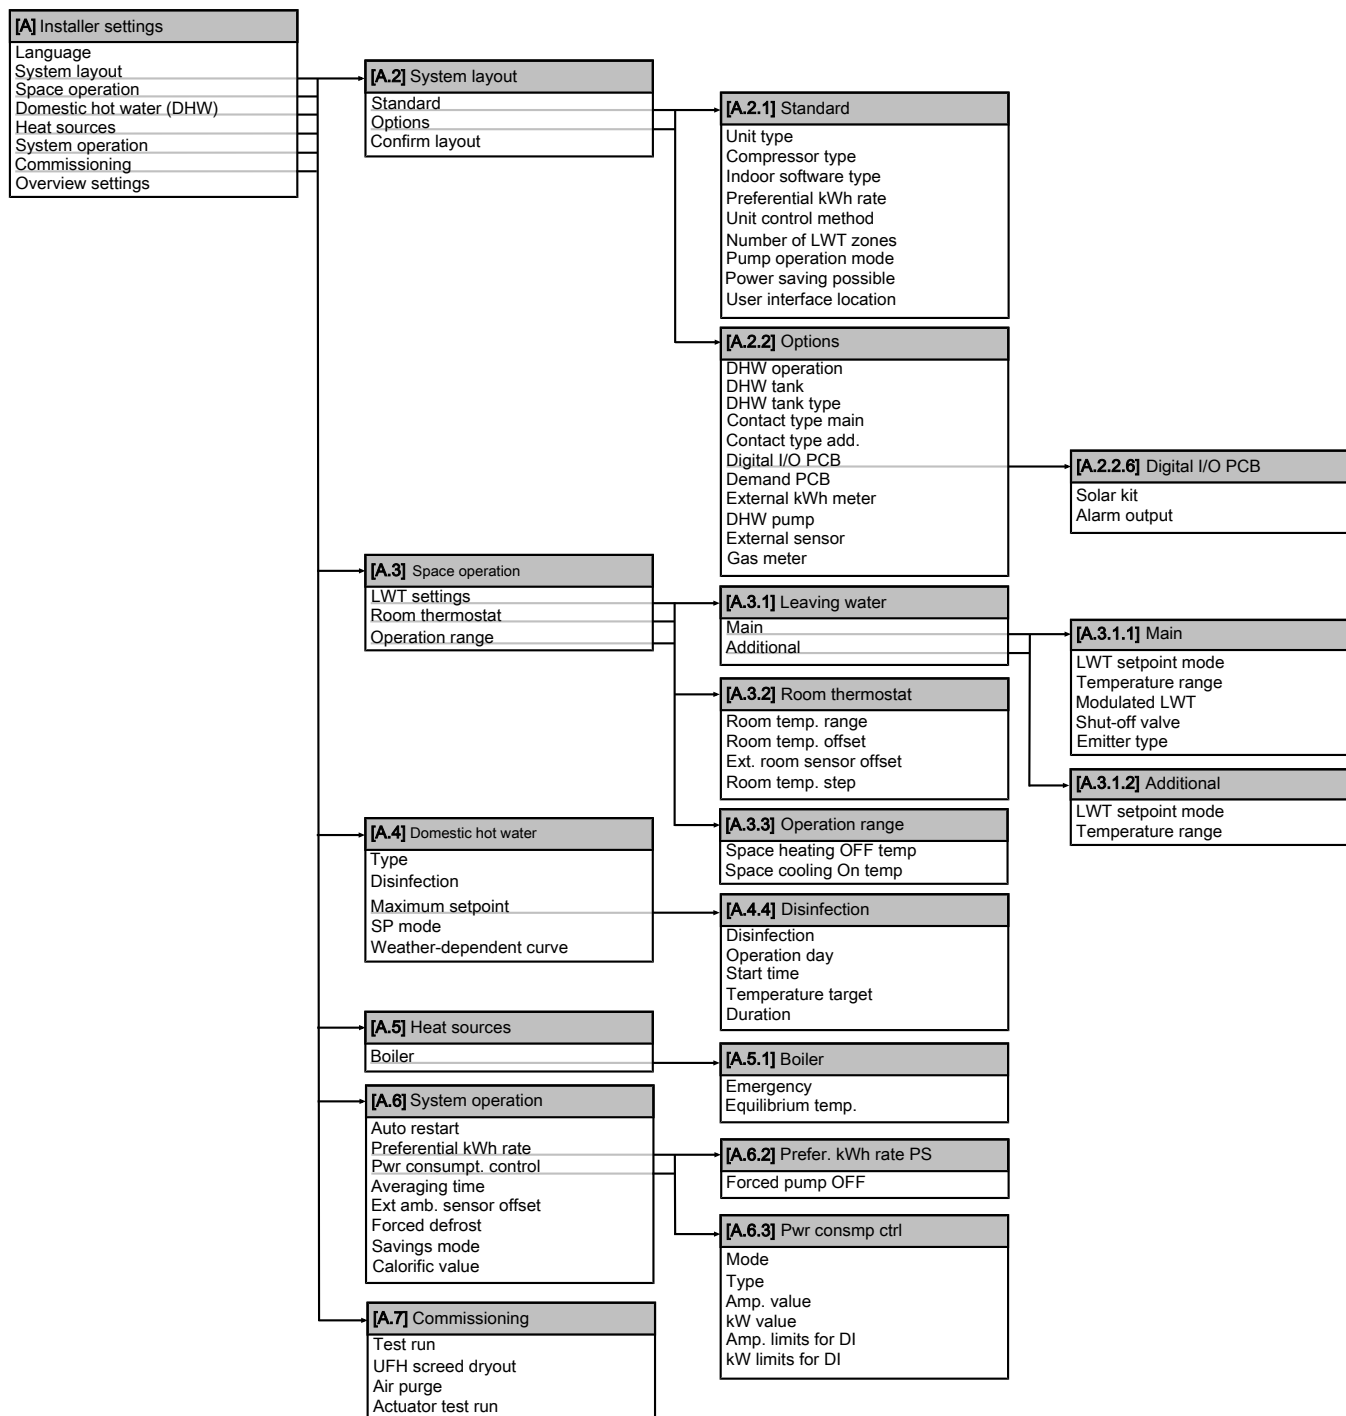 [A] Installer settings
Language
System layout
Space operation
Domestic hot water (DHW)
Heat sources
System operation
Commissioning
Overview settings
[A.2] System layout
Standard
Options
Confirm layout
[A.2.1] Standard
Unit type
Compressor type
Indoor software type
Preferential kWh rate
Unit control method
Number of LWT zones
Pump operation mode
Power saving possible
User interface location
[A.2.2] Options
DHW operation
DHW tank
DHW tank type
Contact type main
Contact type add.
Digital I/O PCB
Demand PCB
External kWh meter
DHW pump
External sensor
Gas meter
[A.2.2.6] Digital I/O PCB
Solar kit
Alarm output
[A.3] Space operation
LWT settings
Room thermostat
Operation range
[A.3.1] Leaving water
Main
Additional
[A.3.1.1] Main
LWT setpoint mode
Temperature range
Modulated LWT
Shut-off valve
Emitter type
[A.3.1.2] Additional
LWT setpoint mode
Temperature range
[A.3.2] Room thermostat
Room temp. range
Room temp. offset
Ext. room sensor offset
Room temp. step
[A.3.3] Operation range
Space heating OFF temp
Space cooling On temp
[A.4] Domestic hot water
Type
Disinfection
Maximum setpoint
SP mode
Weather-dependent curve
[A.4.4] Disinfection
Disinfection
Operation day
Start time
Temperature target
Duration
[A.5] Heat sources
Boiler
[A.5.1] Boiler
Emergency
Equilibrium temp.
[A.6] System operation
Auto restart
Preferential kWh rate
Pwr consumpt. control
Averaging time
Ext amb. sensor offset
Forced defrost
Savings mode
Calorific value
[A.6.2] Prefer. kWh rate PS
Forced pump OFF
[A.6.3] Pwr consmp ctrl
Mode
Type
Amp. value
kW value
Amp. limits for DI
kW limits for DI
[A.7] Commissioning
Test run
UFH screed dryout
Air purge
Actuator test run